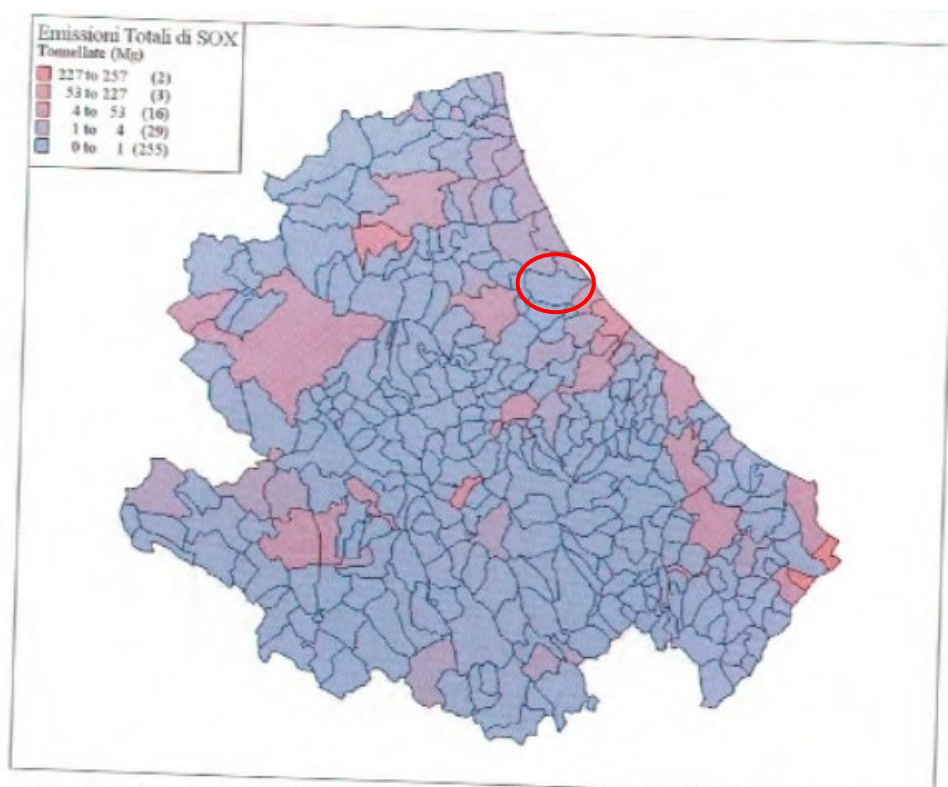 Emissioni Totali di SOX
Tonnellate (Mg)
227 to 257 (2)
53 to 227 (3)
4 to 53 (16)
1 to 4 (29)
0 to 1 (255)